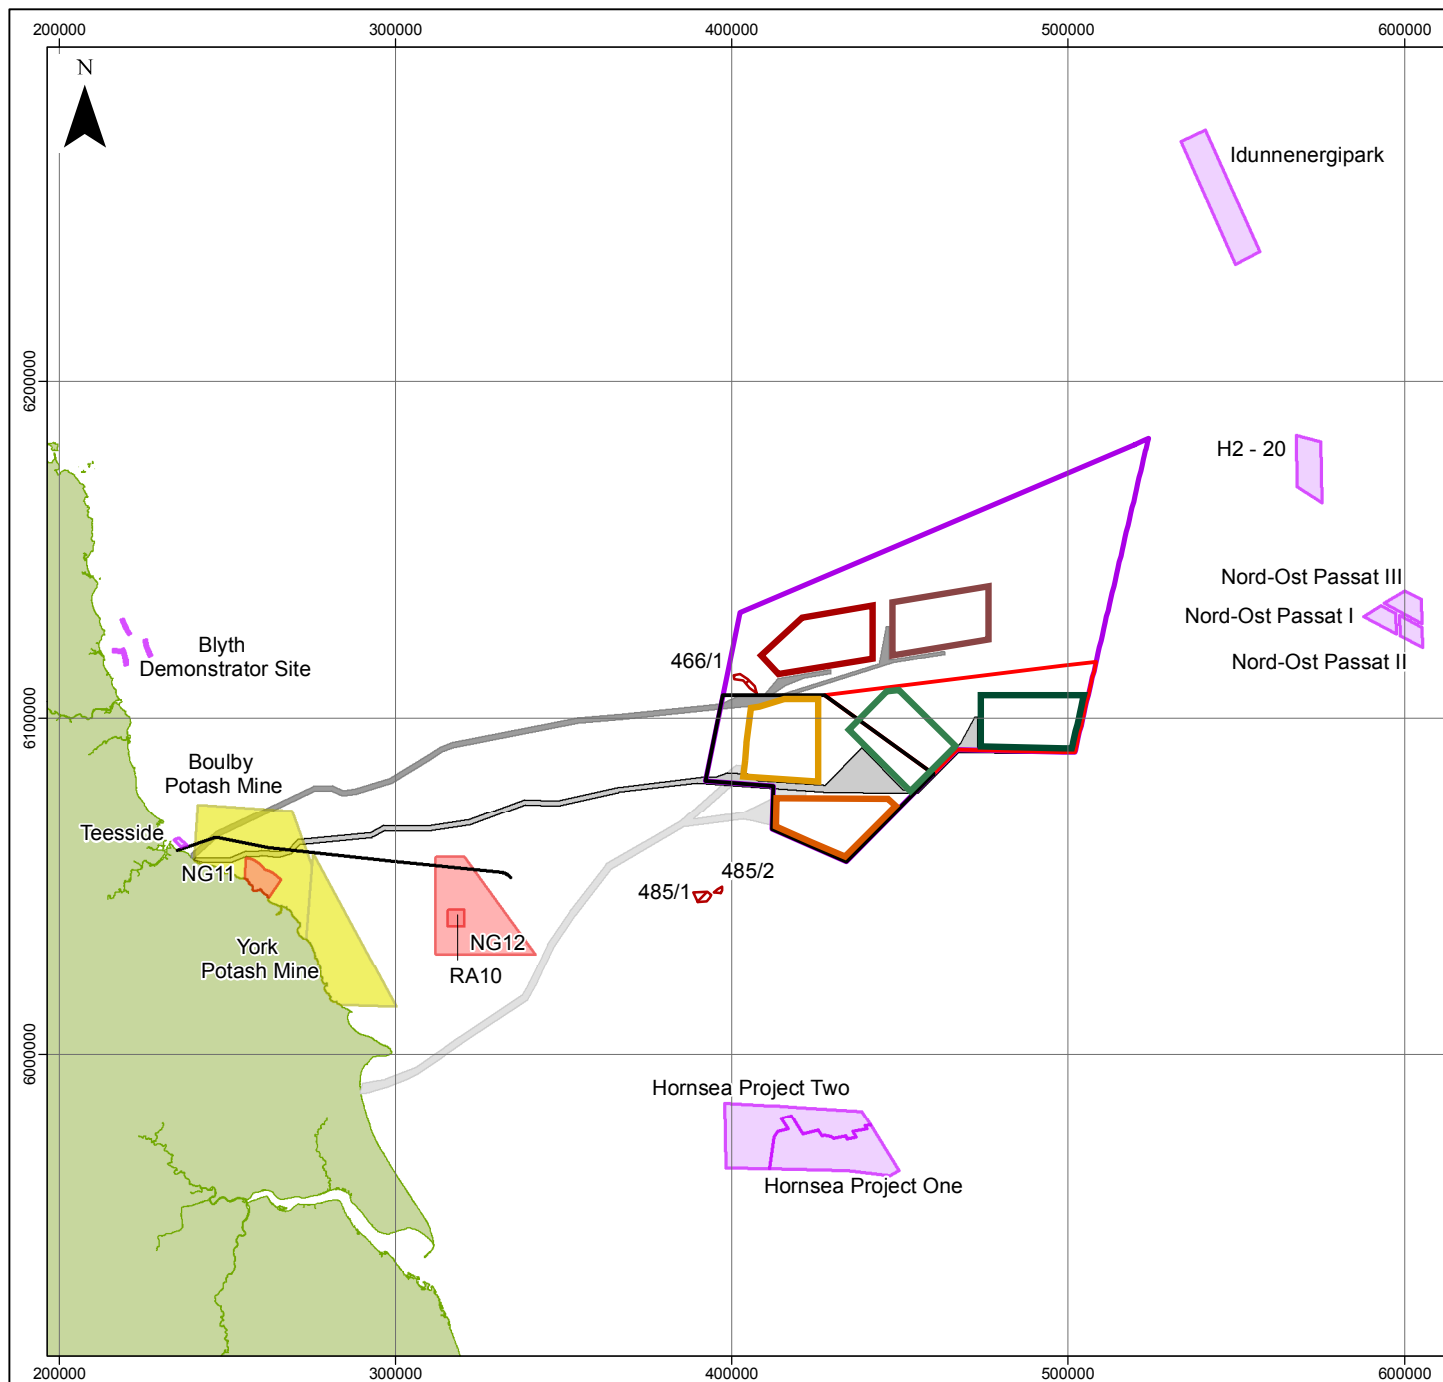 200000 300000 400000 500000 600000
N
Idunnenergipark
6200000
H2 - 20
Nord-Ost Passat III
Nord-Ost Passat I
Nord-Ost Passat II
Blyth
Demonstrator Site
466/1
6100000
Boulby
Potash Mine
Teesside
NG11
485/2
485/1
York
Potash Mine
NG12
RA10
6000000
Hornsea Project Two
Hornsea Project One
200000 300000 400000 500000 600000